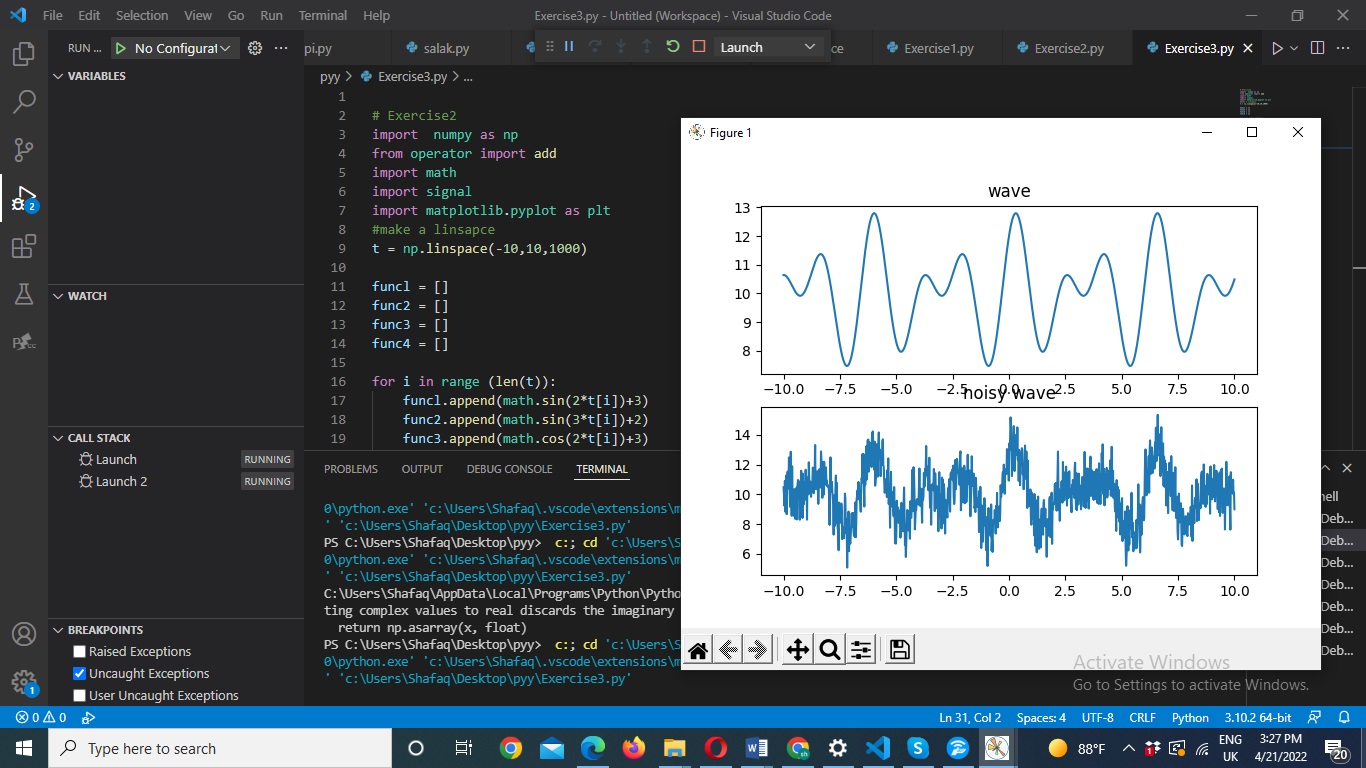 File Edit Selection View Go Run Terminal Help Exercise3.py - Untitled (Workspace) - Visual Studio Code
RUN ... No Configurat
pi.py salak.py Launch ce Exercise1.py Exercise2.py Exercise3.py
VARIABLES
WATCH
CALL STACK
Launch RUNNING
Launch 2 RUNNING
BREAKPOINTS
Raised Exceptions
Uncaught Exceptions
User Uncaught Exceptions
2
1
pyy > Exercise3.py > ...
1
2 # Exercise2
3 import  numpy as np
4 from operator import add
5 import math
6 import signal
7 import matplotlib.pyplot as plt
8 #make a linsapce
9 t = np.linspace(-10,10,1000)
10
11 funcl = []
12 func2 = []
13 func3 = []
14 func4 = []
15
16 for i in range (len(t)):
17 funcl.append(math.sin(2*t[i])+3)
18 func2.append(math.sin(3*t[i])+2)
19 func3.append(math.cos(2*t[i])+3)
PROBLEMS OUTPUT DEBUG CONSOLE TERMINAL
0\python.exe' 'c:\Users\Shafaq\.vscode\extensions\m
' 'c:\Users\Shafaq\Desktop\pyy\Exercise3.py'
PS C:\Users\Shafaq\Desktop\pyy>  c:; cd 'c:\Users\S
0\python.exe' 'c:\Users\Shafaq\.vscode\extensions\m
' 'c:\Users\Shafaq\Desktop\pyy\Exercise3.py'
C:\Users\Shafaq\AppData\Local\Programs\Python\Pytho
ting complex values to real discards the imaginary
return np.asarray(x, float)
PS C:\Users\Shafaq\Desktop\pyy>  c:; cd 'c:\Users\S
0\python.exe' 'c:\Users\Shafaq\.vscode\extensions\m
' 'c:\Users\Shafaq\Desktop\pyy\Exercise3.py'
hell
Deb...
Deb...
Deb...
Deb...
Deb...
Deb...
Deb...
Figure 1
wave
13
12
11
10
9
8
−10.0 −7.5 −5.0 −2.5 0.0 2.5 5.0 7.5 10.0
noisy wave
14
12
10
8
6
−10.0 −7.5 −5.0 −2.5 0.0 2.5 5.0 7.5 10.0
Activate Windows
Go to Settings to activate Windows.
0 0 Ln 31, Col 2 Spaces: 4 UTF-8 CRLF Python 3.10.2 64-bit
Type here to search 88°F ENG UK 3:27 PM 4/21/2022 20